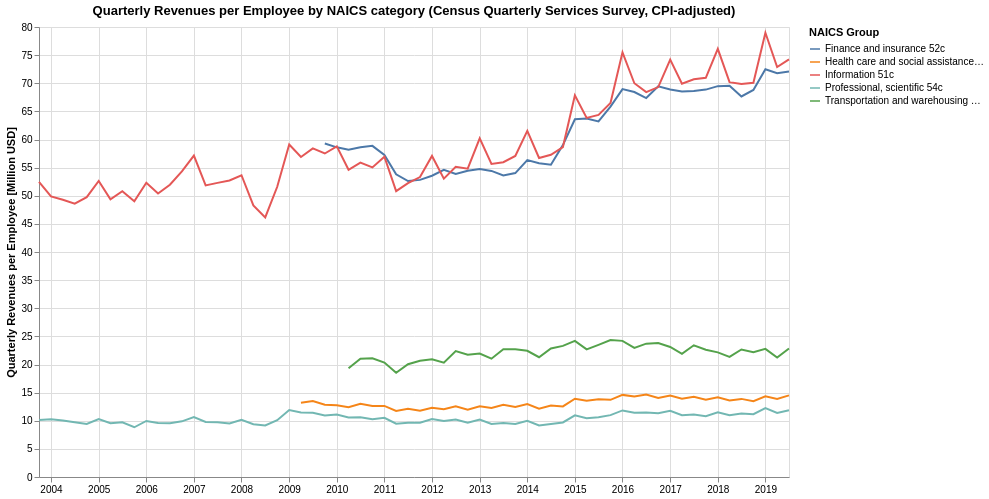 Quarterly Revenues per Employee by NAICS category (Census Quarterly Services Survey, CPI-adjusted)
Quarterly Revenues per Employee [Million USD]
80
75
70
65
60
55
50
45
40
35
30
25
20
15
10
5
0
2004 2005 2006 2007 2008 2009 2010 2011 2012 2013 2014 2015 2016 2017 2018 2019
NAICS Group
Finance and insurance 52c
Health care and social assistance…
Information 51c
Professional, scientific 54c
Transportation and warehousing …